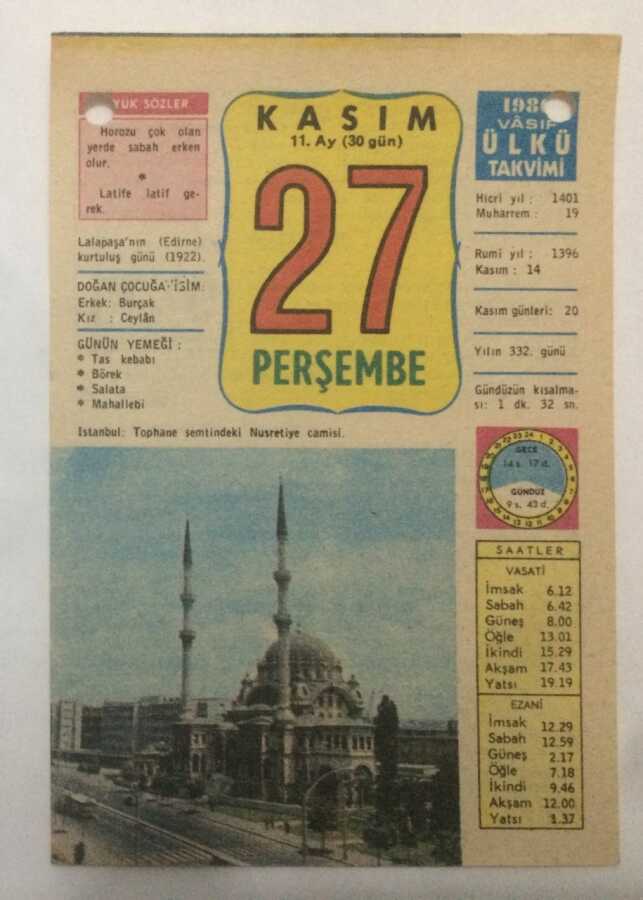 YÜK SÖZLER
Horozu çok olan
yerde sabah erken
olur.
*
Latife latif ge-
rek.
Lalapaşa'nın (Edirne)
kurtuluş günü (1922).
DOĞAN ÇOCUĞA İSİM:
Erkek: Burçak
Kız : Ceylân
GÜNÜN YEMEĞİ :
* Tas kebabı
* Börek
* Salata
* Mahallebi
KASIM
11. Ay (30 gün)
27
PERŞEMBE
198
VÂSIF
ÜLKÜ
TAKVİMİ
Hicri yıl : 1401
Muharrem : 19
Rumi yıl : 1396
Kasım : 14
Kasım günleri: 20
Yılın 332. günü
Gündüzün kısalma-
sı: 1 dk. 32 sn.
GECE
14 s. 17 d.
GÜNDÜZ
9 s. 43 d.
SAATLER
VASATİ
İmsak 6.12
Sabah 6.42
Güneş 8.00
Öğle 13.01
İkindi 15.29
Akşam 17.43
Yatsı 19.19
EZANİ
İmsak 12.29
Sabah 12.59
Güneş 2.17
Öğle 7.18
İkindi 9.46
Akşam 12.00
Yatsı 1.37
Istanbul: Tophane semtindeki Nusretiye camisi.